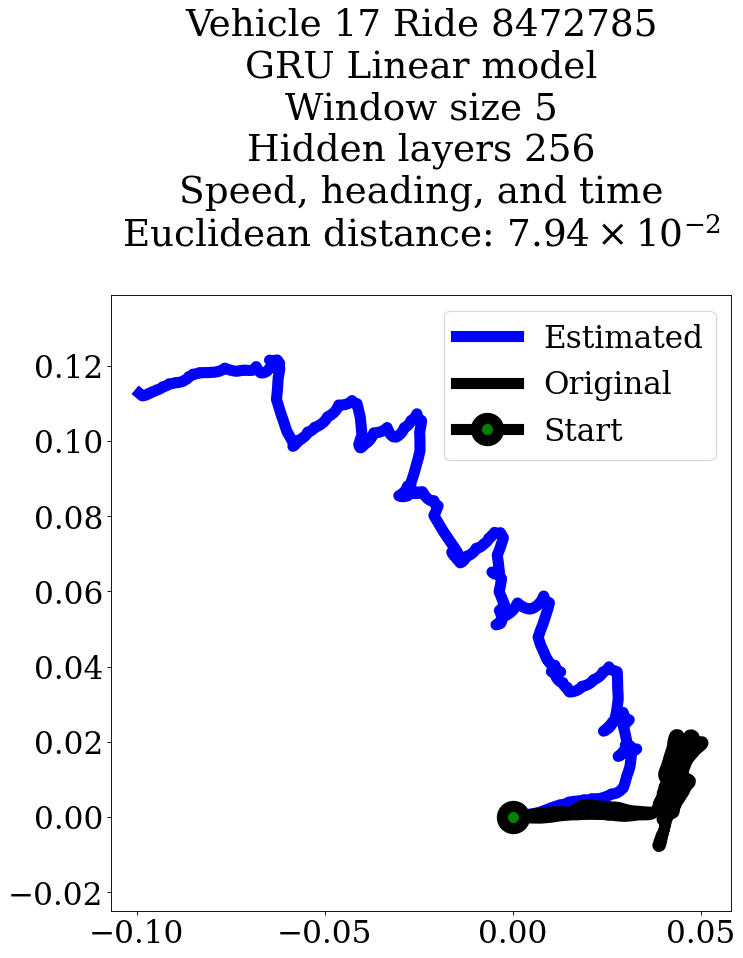 Vehicle 17 Ride 8472785
GRU Linear model
Window size 5
Hidden layers 256
Speed, heading, and time
Euclidean distance: 7.94 × 10⁻²
Estimated
Original
Start
0.12
0.10
0.08
0.06
0.04
0.02
0.00
−0.02
−0.10 −0.05 0.00 0.05